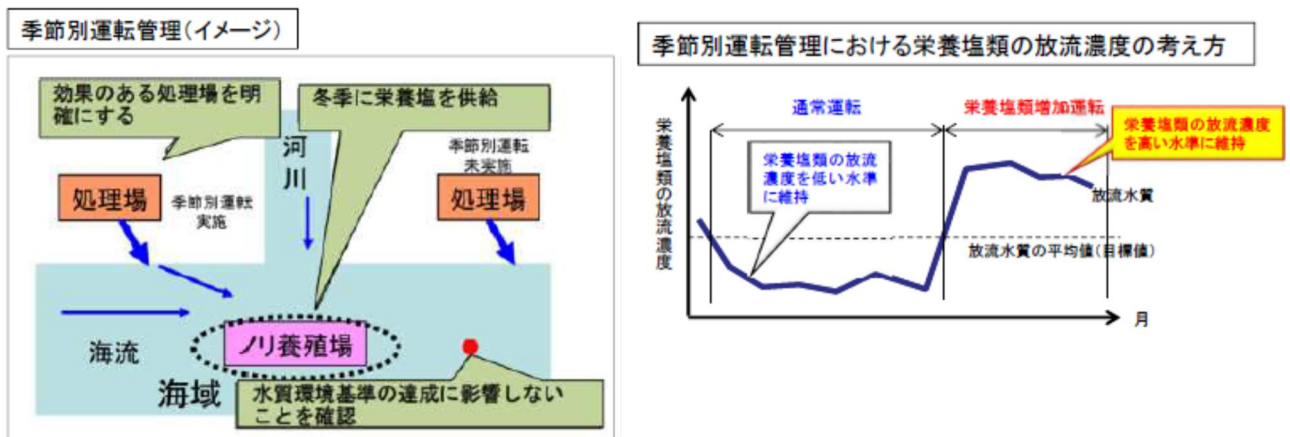 季節別運転管理(イメージ)
効果のある処理場を明
確にする
冬季に栄養塩を供給
河
川
季節別運転
未実施
処理場
季節別運転
実施
処理場
海流
ノリ養殖場
海域
水質環境基準の達成に影響しない
ことを確認
季節別運転管理における栄養塩類の放流濃度の考え方
栄養塩類の放流濃度
通常運転
栄養塩類増加運転
栄養塩類の放流濃度
を高い水準に維持
栄養塩類の放流
濃度を低い水準
に維持
放流水質
放流水質の平均値(目標値)
月